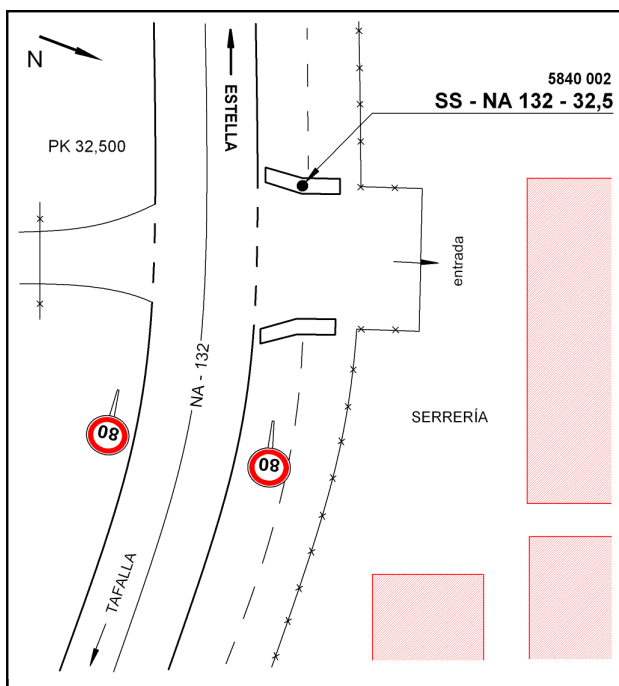 N
5840 002
SS - NA 132 - 32,5
ESTELLA
PK 32,500
entrada
NA - 132
SERRERÍA
80
80
TAFALLA